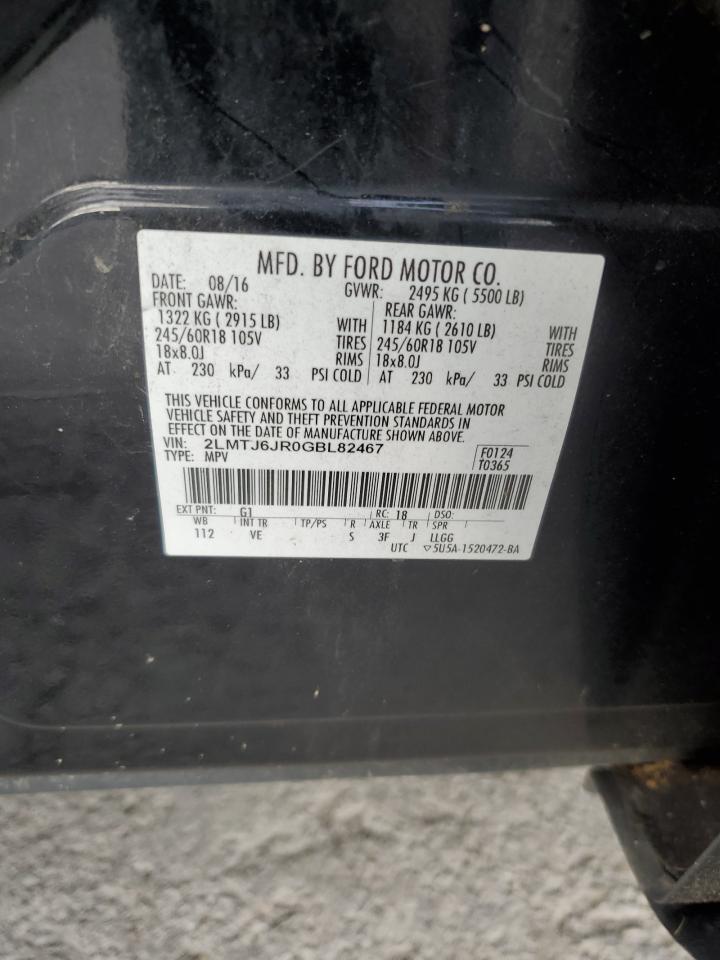 MFD. BY FORD MOTOR CO.
DATE: 08/16 GVWR: 2495 KG ( 5500 LB)
FRONT GAWR: REAR GAWR:
1322 KG ( 2915 LB) WITH 1184 KG ( 2610 LB) WITH
245/60R18 105V TIRES 245/60R18 105V TIRES
18x8.0J RIMS 18x8.0J RIMS
AT 230 kPa/ 33 PSI COLD AT 230 kPa/ 33 PSI COLD
THIS VEHICLE CONFORMS TO ALL APPLICABLE FEDERAL MOTOR
VEHICLE SAFETY AND THEFT PREVENTION STANDARDS IN
EFFECT ON THE DATE OF MANUFACTURE SHOWN ABOVE.
VIN: 2LMTJ6JR0GBL82467 F0124
TYPE: MPV T0365
EXT PNT: G1 RC: 18 DSO:
WB INT TR TP/PS R AXLE TR SPR
112 VE S 3F J LLGG
UTC ▽5U5A-1520472-BA